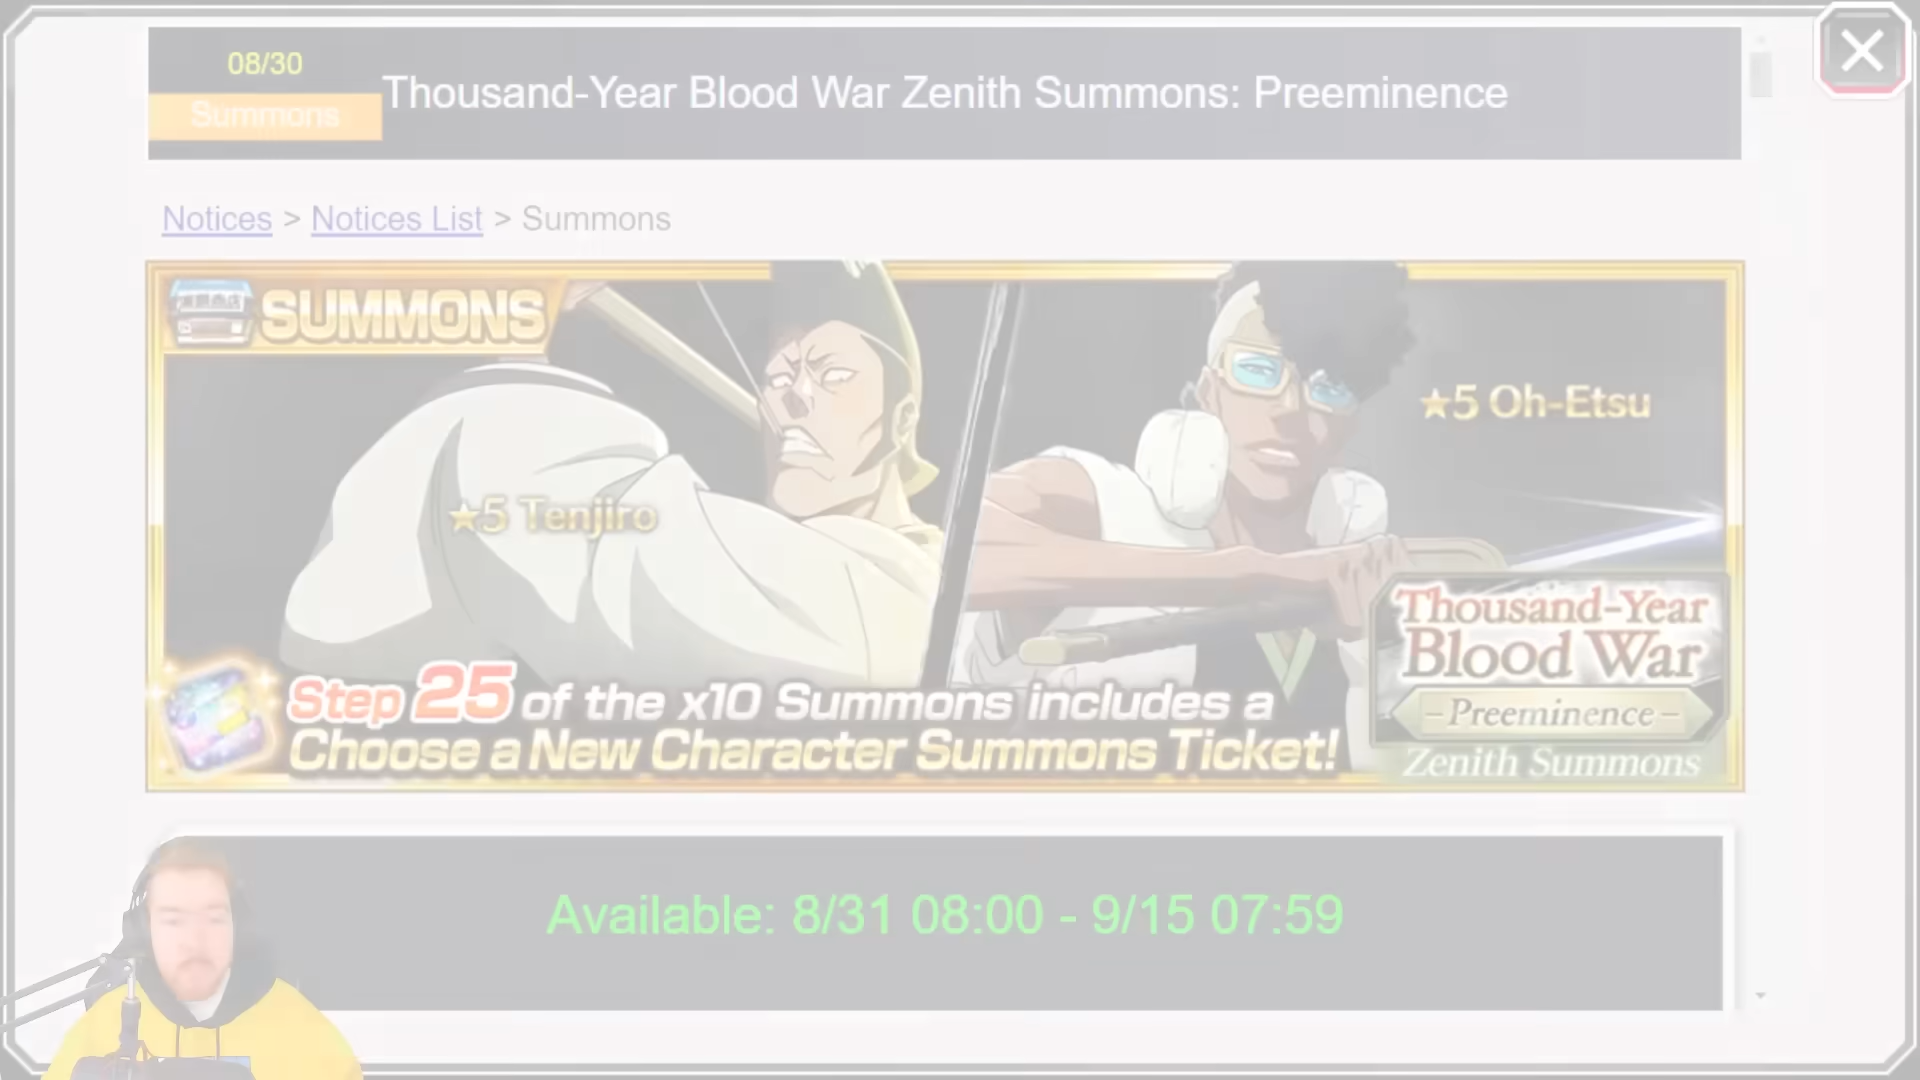 08/30
Summons
Thousand-Year Blood War Zenith Summons: Preeminence
Notices > Notices List > Summons
SUMMONS
★5 Oh-Etsu
★5 Tenjiro
Thousand-Year
Blood War
-Preeminence-
Zenith Summons
Step 25 of the x10 Summons includes a
Choose a New Character Summons Ticket!
Available: 8/31 08:00 - 9/15 07:59